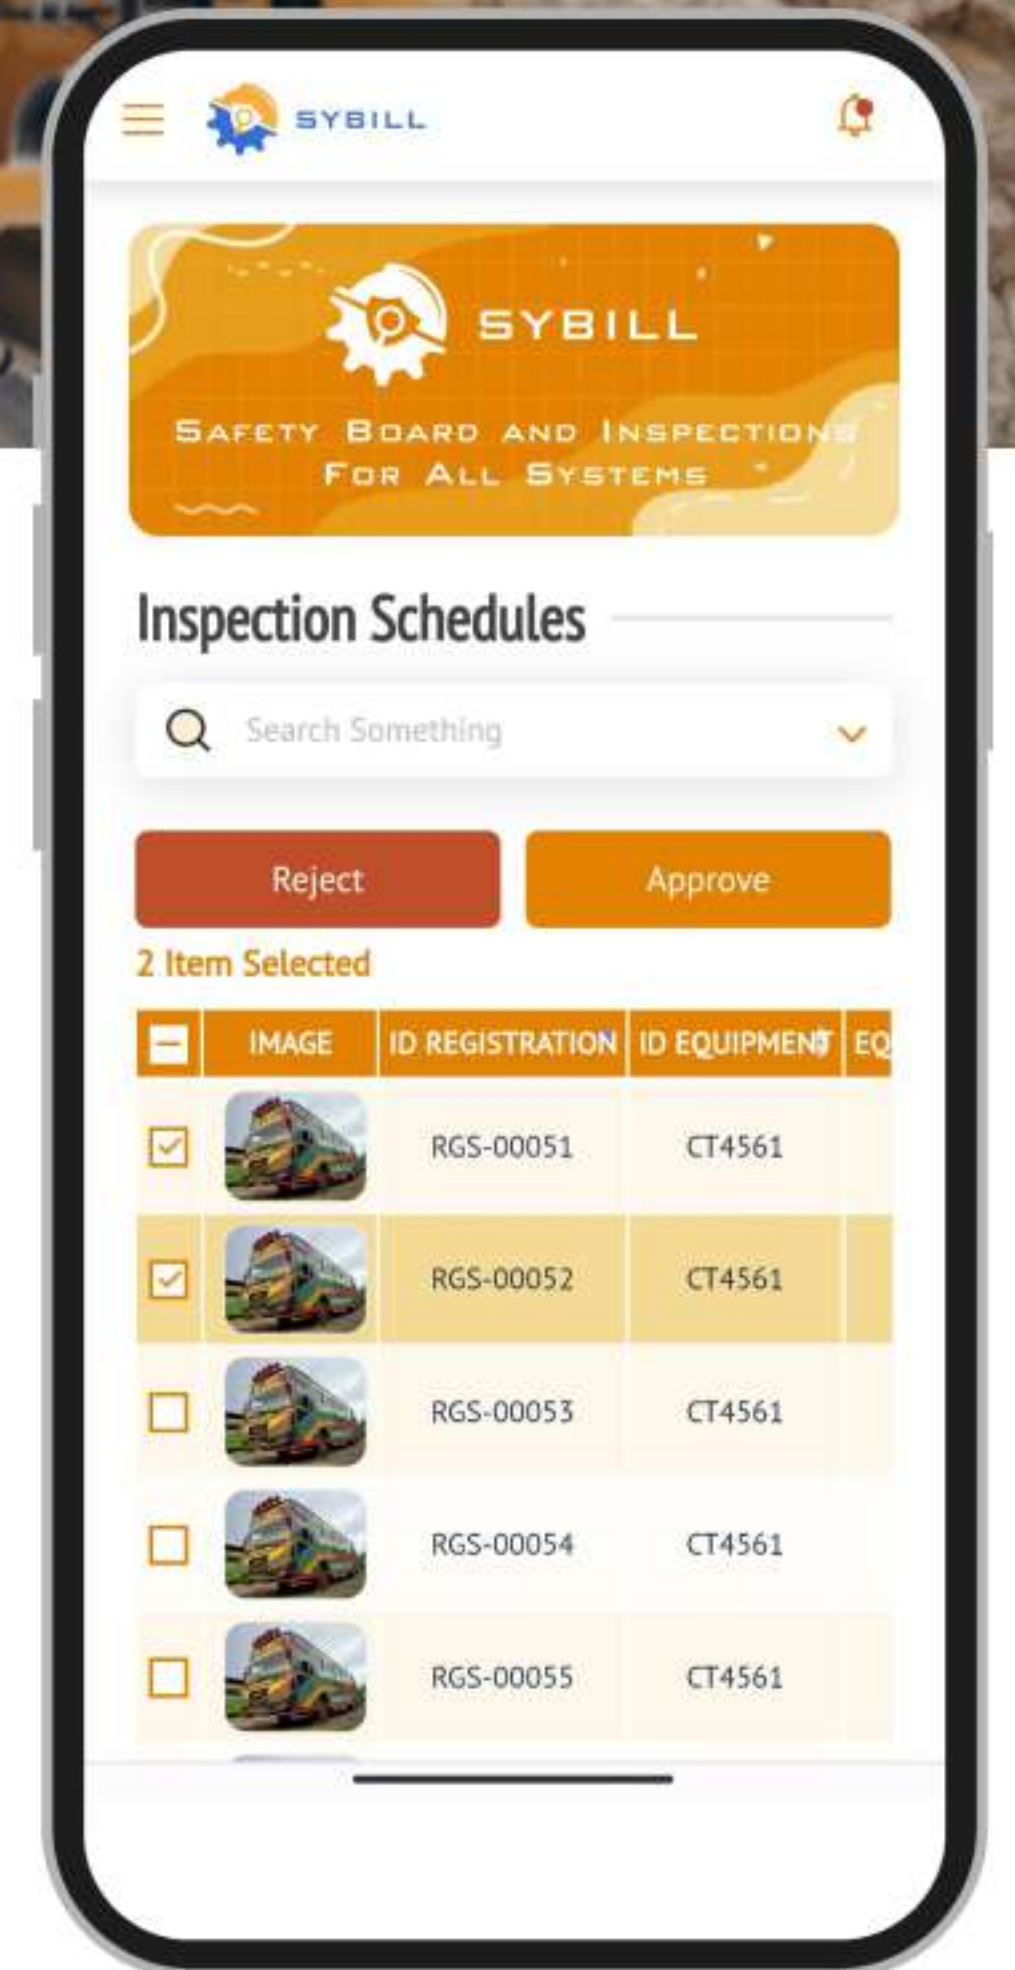 SYBILL
SYBILL
SAFETY BOARD AND INSPECTIONS
FOR ALL SYSTEMS
Inspection Schedules
Search Something
Reject Approve
2 Item Selected
IMAGE ID REGISTRATION ID EQUIPMENT EQ
RGS-00051 CT4561
RGS-00052 CT4561
RGS-00053 CT4561
RGS-00054 CT4561
RGS-00055 CT4561